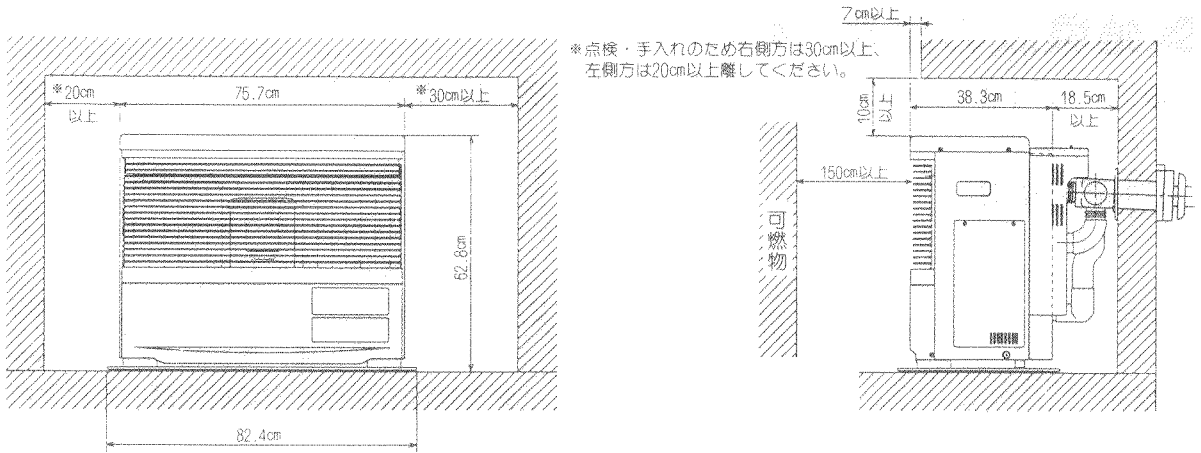 7cm以上
※点検・手入れのため右側方は30cm以上、
左側方は20cm以上離してください。
※20cm
以上
75.7cm
※30cm以上
10cm
以上
38.3cm
18.5cm
以上
150cm以上
可燃物
62.8cm
82.4cm